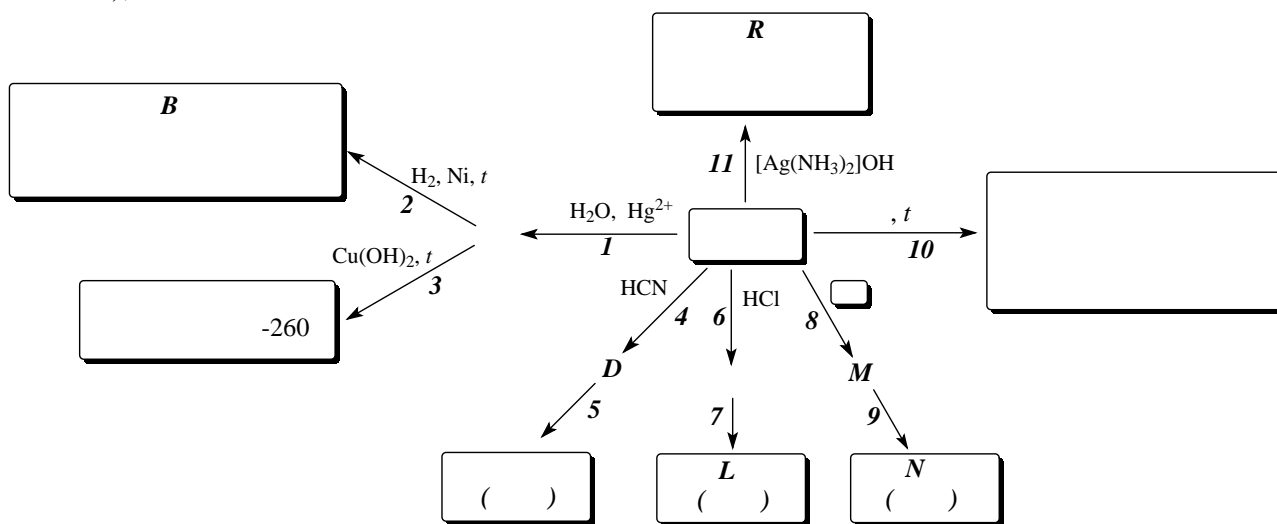 R
B
11 [Ag(NH3)2]OH
H2, Ni, t
2
H2O, Hg2+
1
, t
10
Cu(OH)2, t
3
-260
HCN
4
6
HCl
8
D
M
5
7
9
( )
L
( )
N
( )